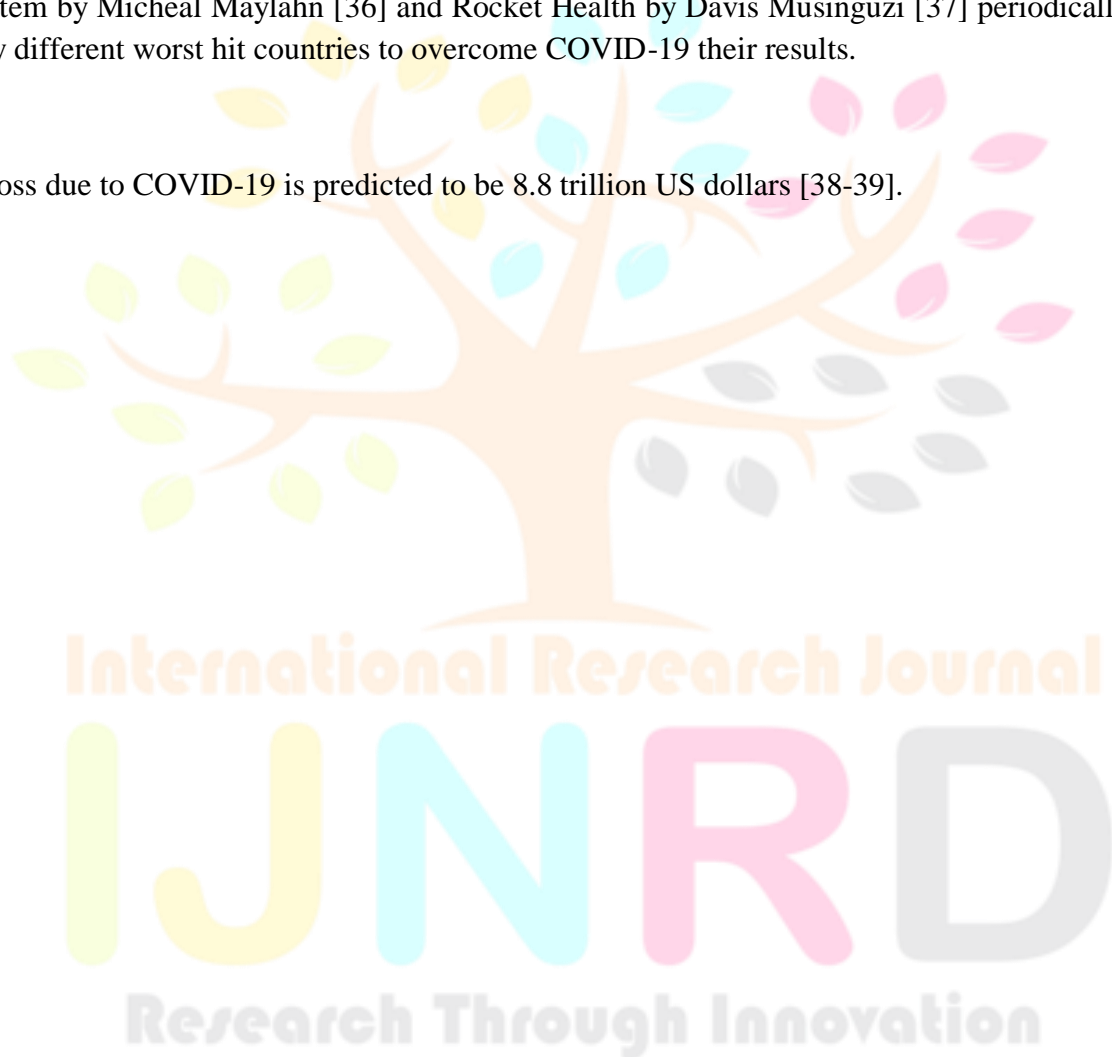 tem by Micheal Maylahn [36] and Rocket Health by Davis Musinguzi [37] periodicall
y different worst hit countries to overcome COVID-19 their results.
oss due to COVID-19 is predicted to be 8.8 trillion US dollars [38-39].
International Research Journal
IJNRD
Research Through Innovation